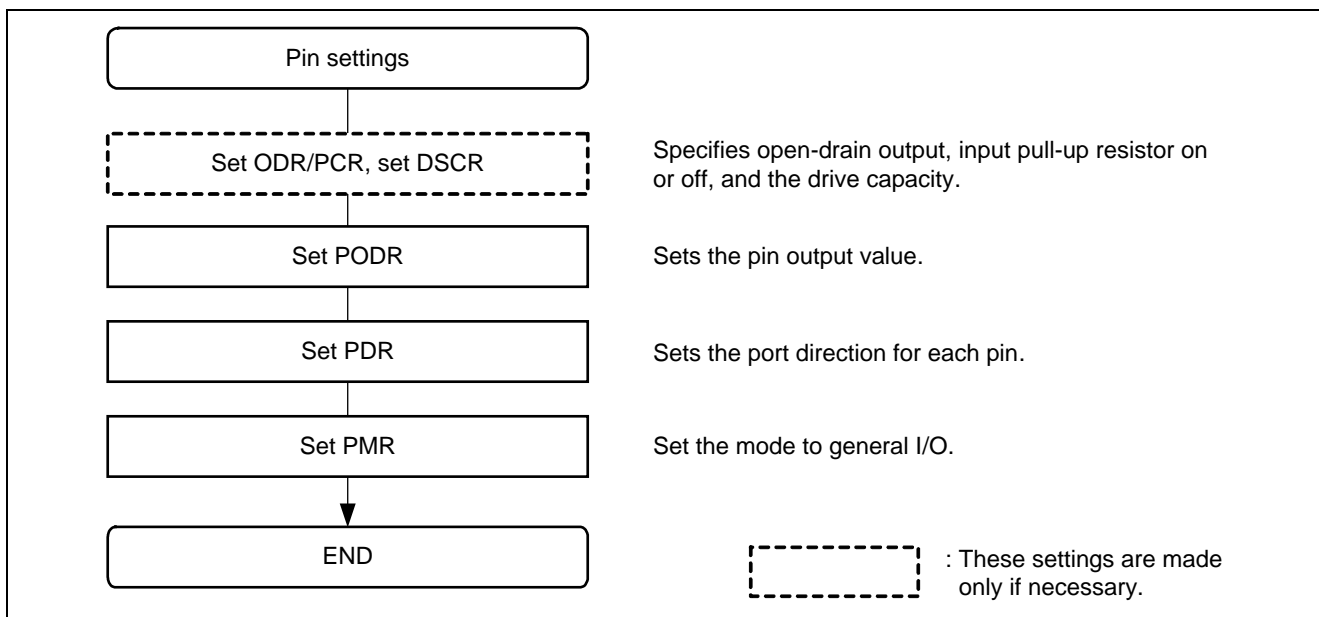 Pin settings
Set ODR/PCR, set DSCR
Specifies open-drain output, input pull-up resistor on
or off, and the drive capacity.
Set PODR
Sets the pin output value.
Set PDR
Sets the port direction for each pin.
Set PMR
Set the mode to general I/O.
END
: These settings are made
only if necessary.